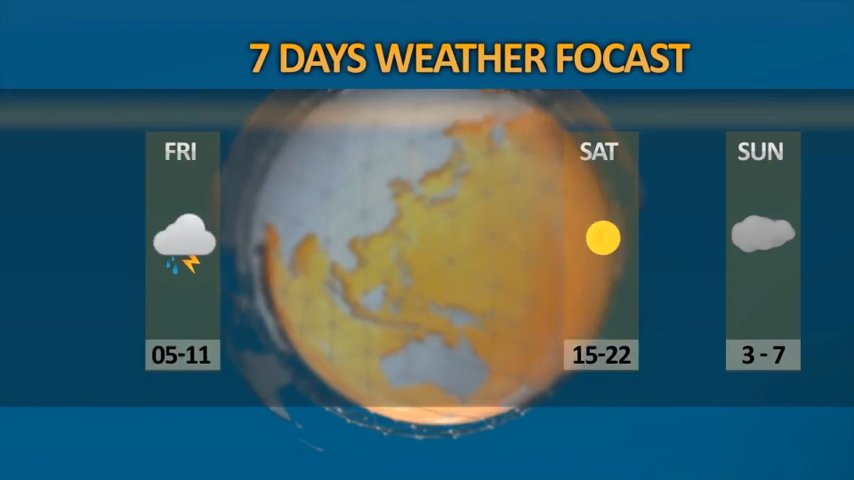 7 DAYS WEATHER FOCAST
FRI
SAT
SUN
05-11
15-22
3 - 7